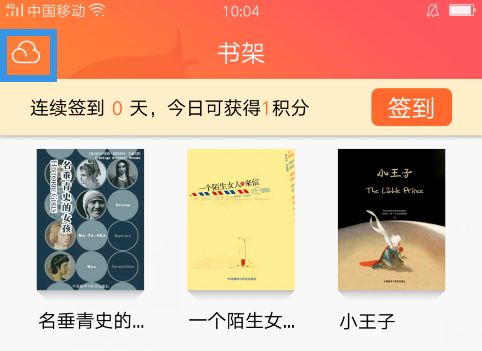 4G 中国移动 10:04
书架
连续签到 0 天，今日可获得1积分 签到
名垂青史的女孩
HISTORIC GIRLS
一个陌生女人的来信
小王子
The Little Prince
名垂青史的... 一个陌生女... 小王子